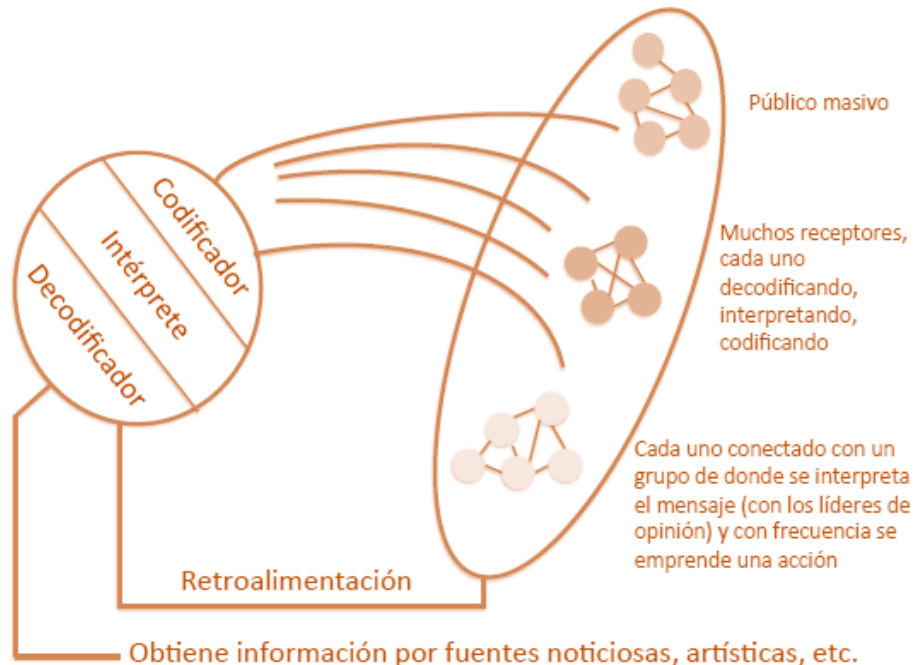 Codificador
Intérprete
Decodificador
Público masivo
Muchos receptores,
cada uno
decodificando,
interpretando,
codificando
Cada uno conectado con un
grupo de donde se interpreta
el mensaje (con los líderes de
opinión) y con frecuencia se
emprende una acción
Retroalimentación
Obtiene información por fuentes noticiosas, artísticas, etc.